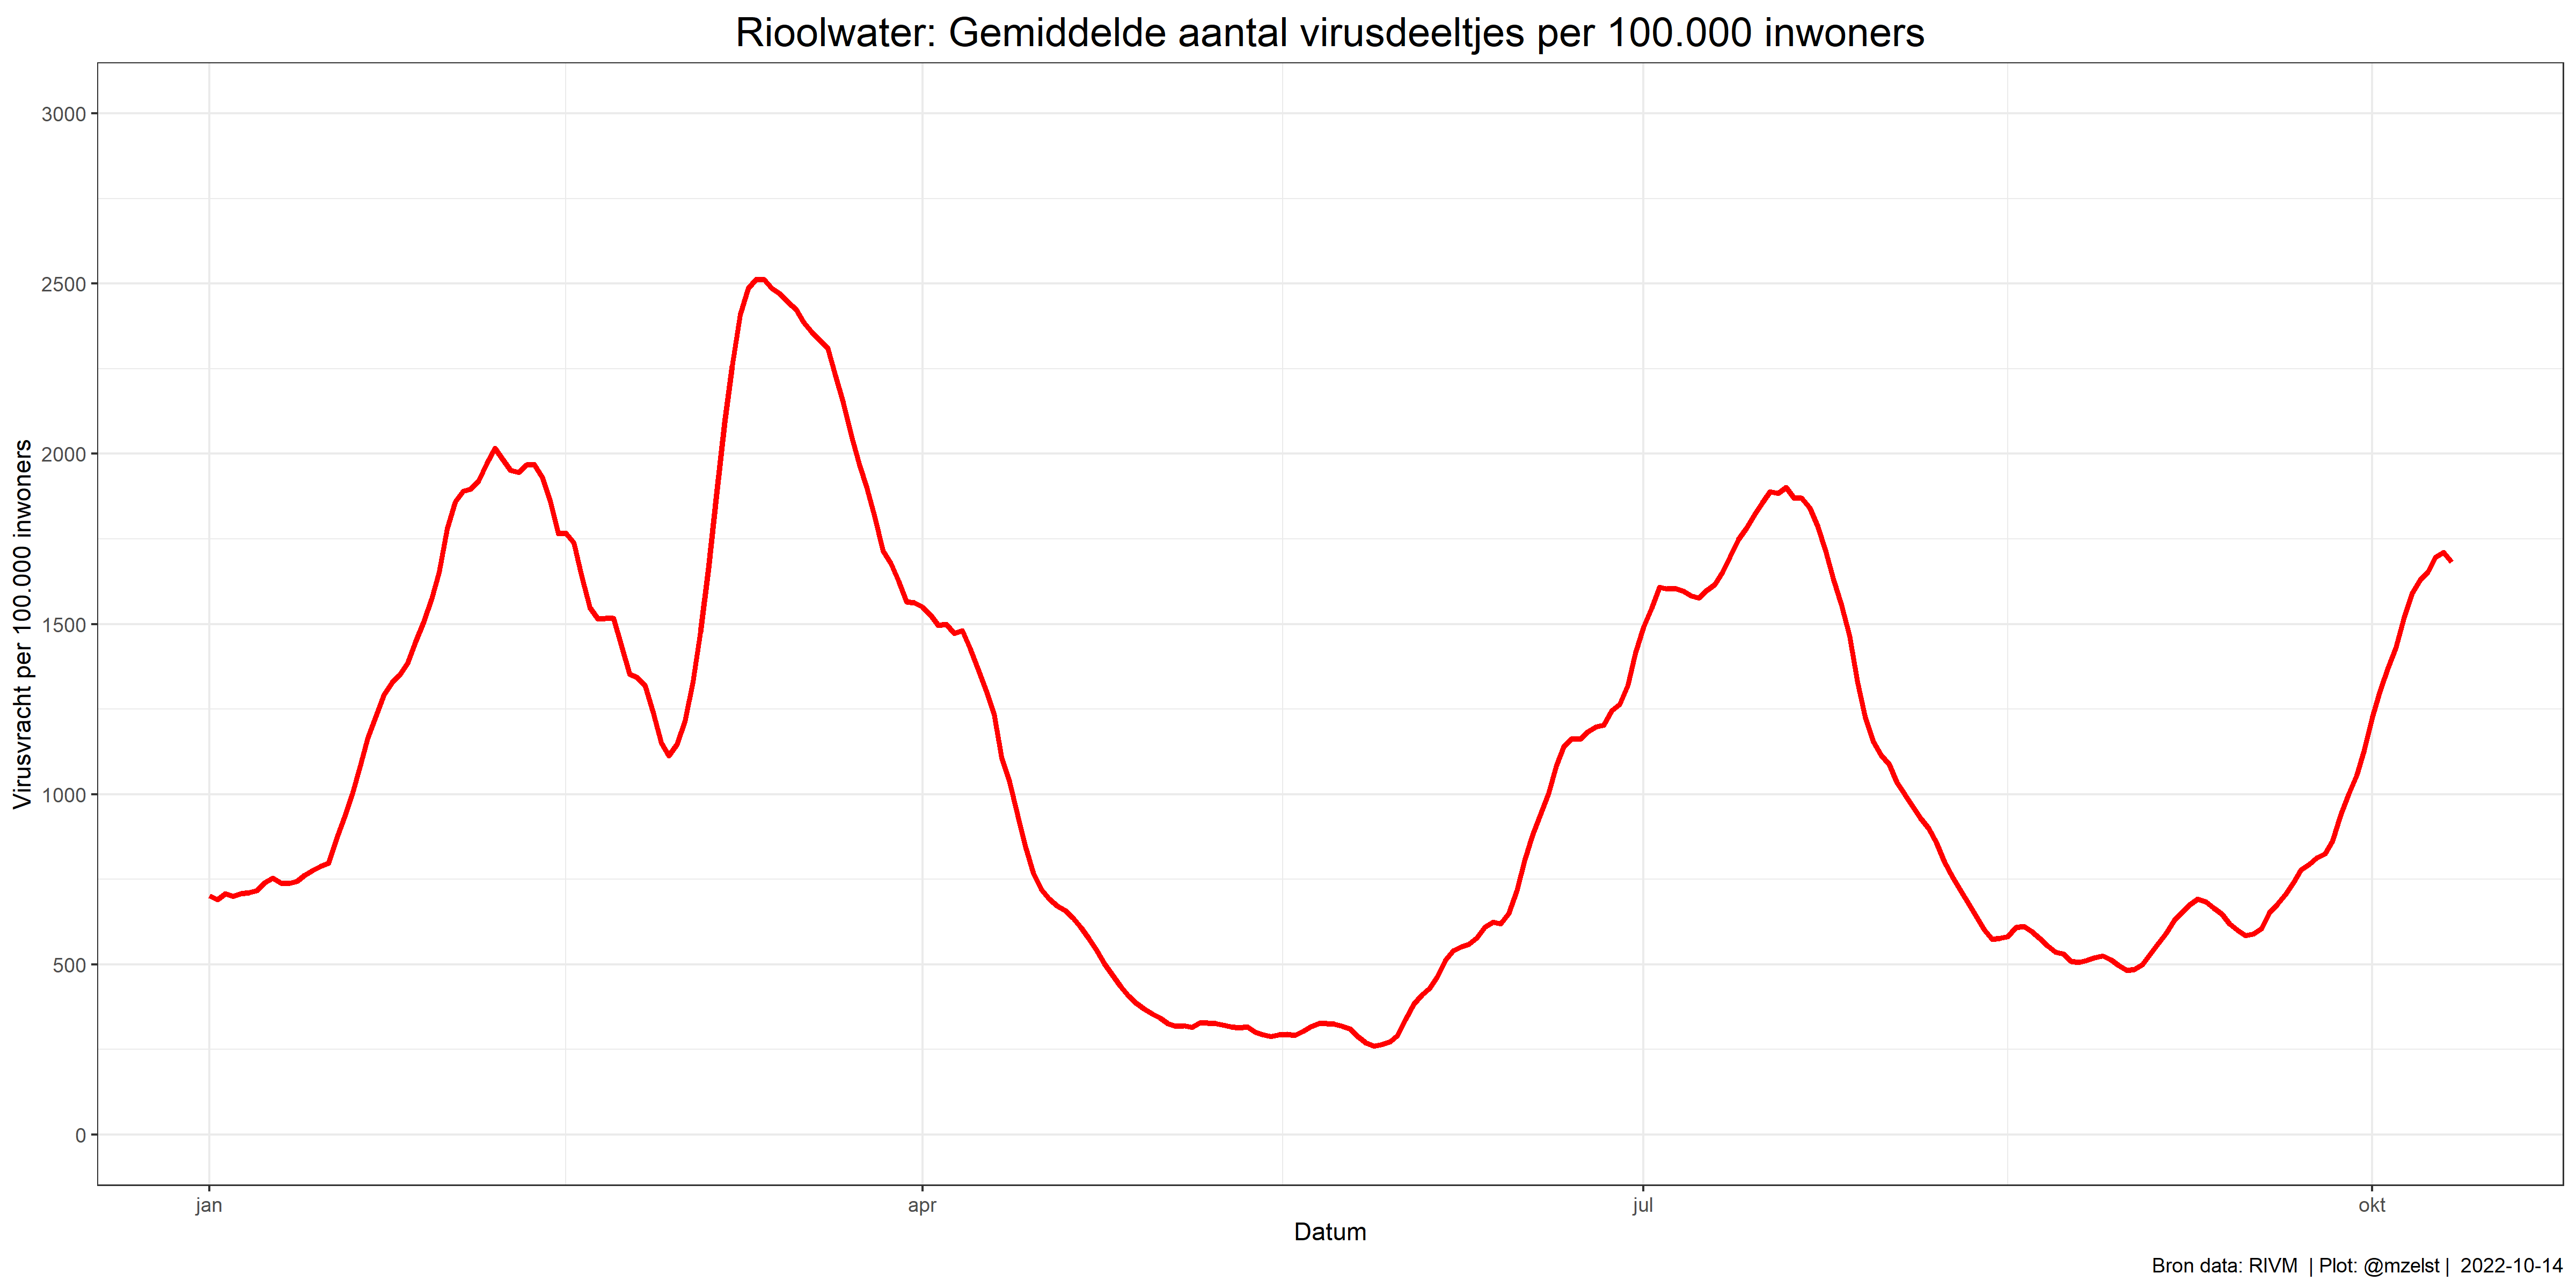 Rioolwater: Gemiddelde aantal virusdeeltjes per 100.000 inwoners
Virusvracht per 100.000 inwoners
3000
2500
2000
1500
1000
500
0
jan apr jul okt
Datum
Bron data: RIVM | Plot: @mzelst | 2022-10-14